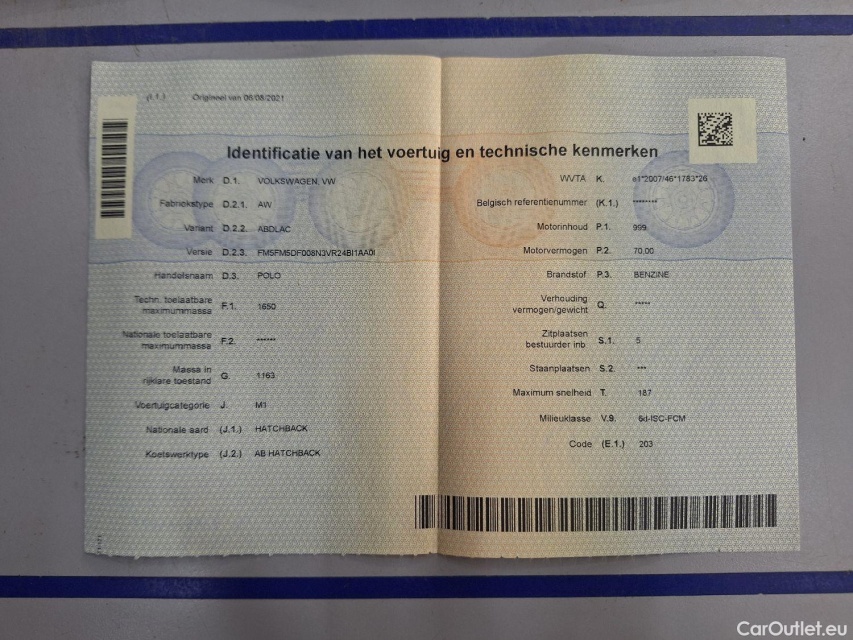 (I.1.) Origineel van 06/08/2021
Identificatie van het voertuig en technische kenmerken
Merk D.1. VOLKSWAGEN, VW
Fabriekstype D.2.1. AW
Variant D.2.2. ABDLAC
Versie D.2.3. FM5FM5DF008N3VR24BI1AA0I
Handelsnaam D.3. POLO
Techn. toelaatbare
maximummassa F.1. 1650
Nationale toelaatbare
maximummassa F.2. ******
Massa in
rijklare toestand G. 1163
Voertuigcategorie J. M1
Nationale aard (J.1.) HATCHBACK
Koetswerktype (J.2.) AB HATCHBACK
WVTA K. e1*2007/46*1783*26
Belgisch referentienummer (K.1.) ********
Motorinhoud P.1. 999
Motorvermogen P.2. 70,00
Brandstof P.3. BENZINE
Verhouding
vermogen/gewicht Q. *****
Zitplaatsen
bestuurder inb S.1. 5
Staanplaatsen S.2. ***
Maximum snelheid T. 187
Milieuklasse V.9. 6d-ISC-FCM
Code (E.1.) 203
CarOutlet.eu